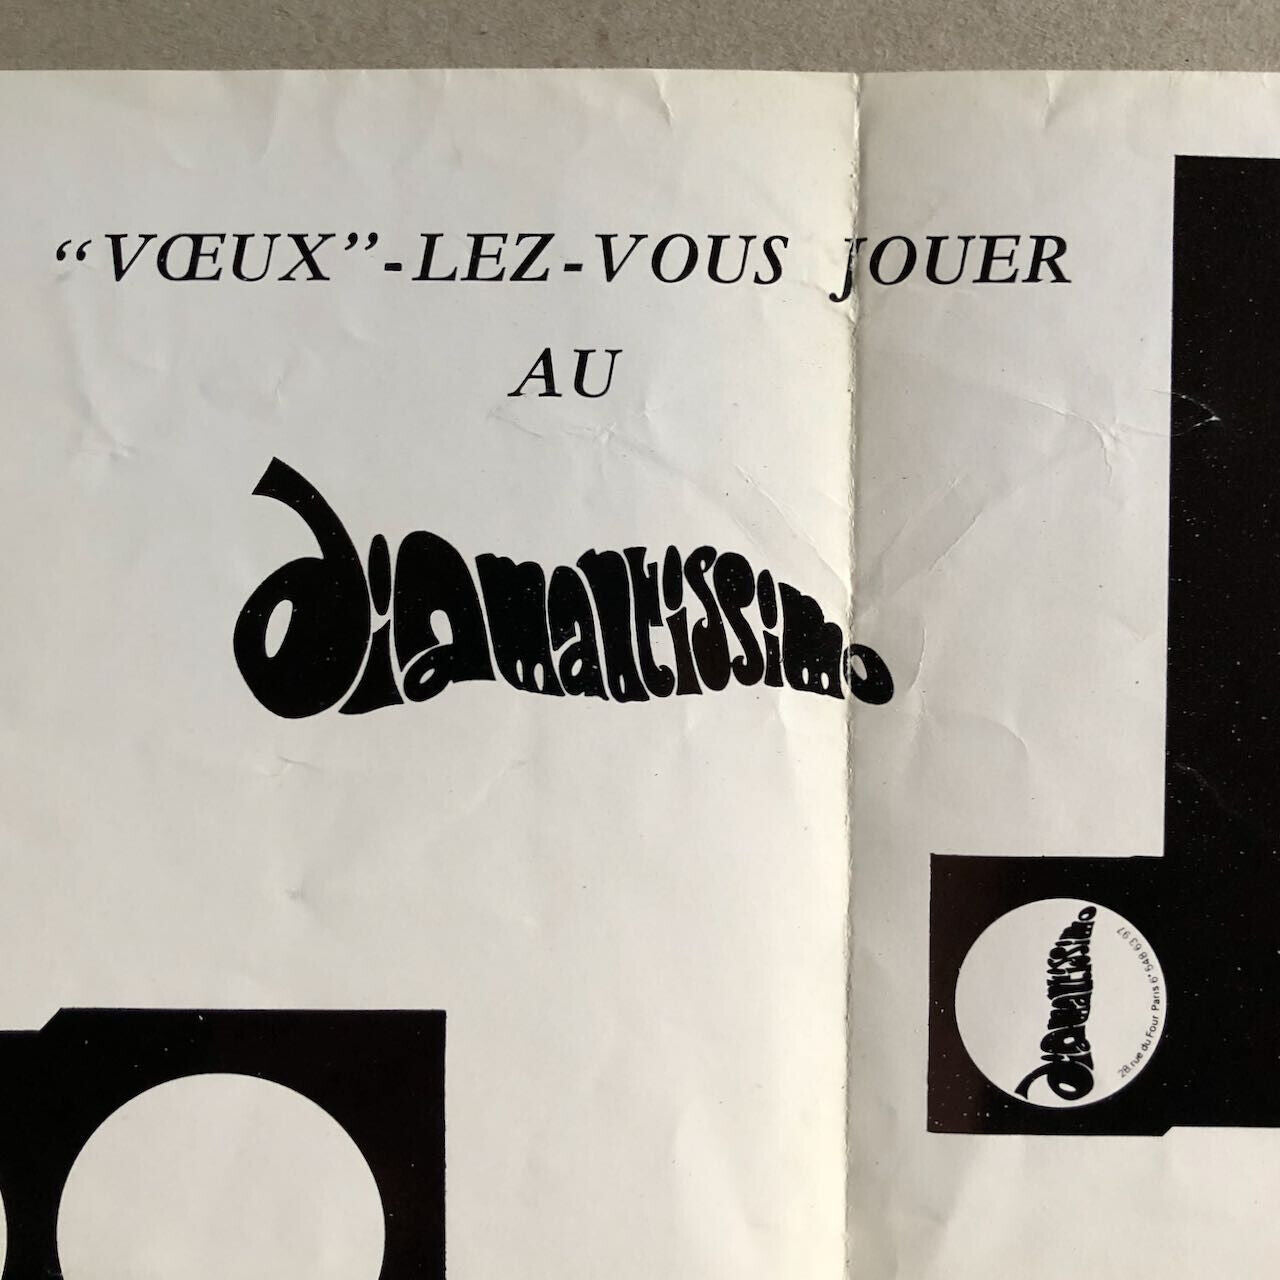 “VŒUX”-LEZ-VOUS JOUER
AU
diamantissimo
diamantissimo
28, rue du Four Paris 6e 548 63 97